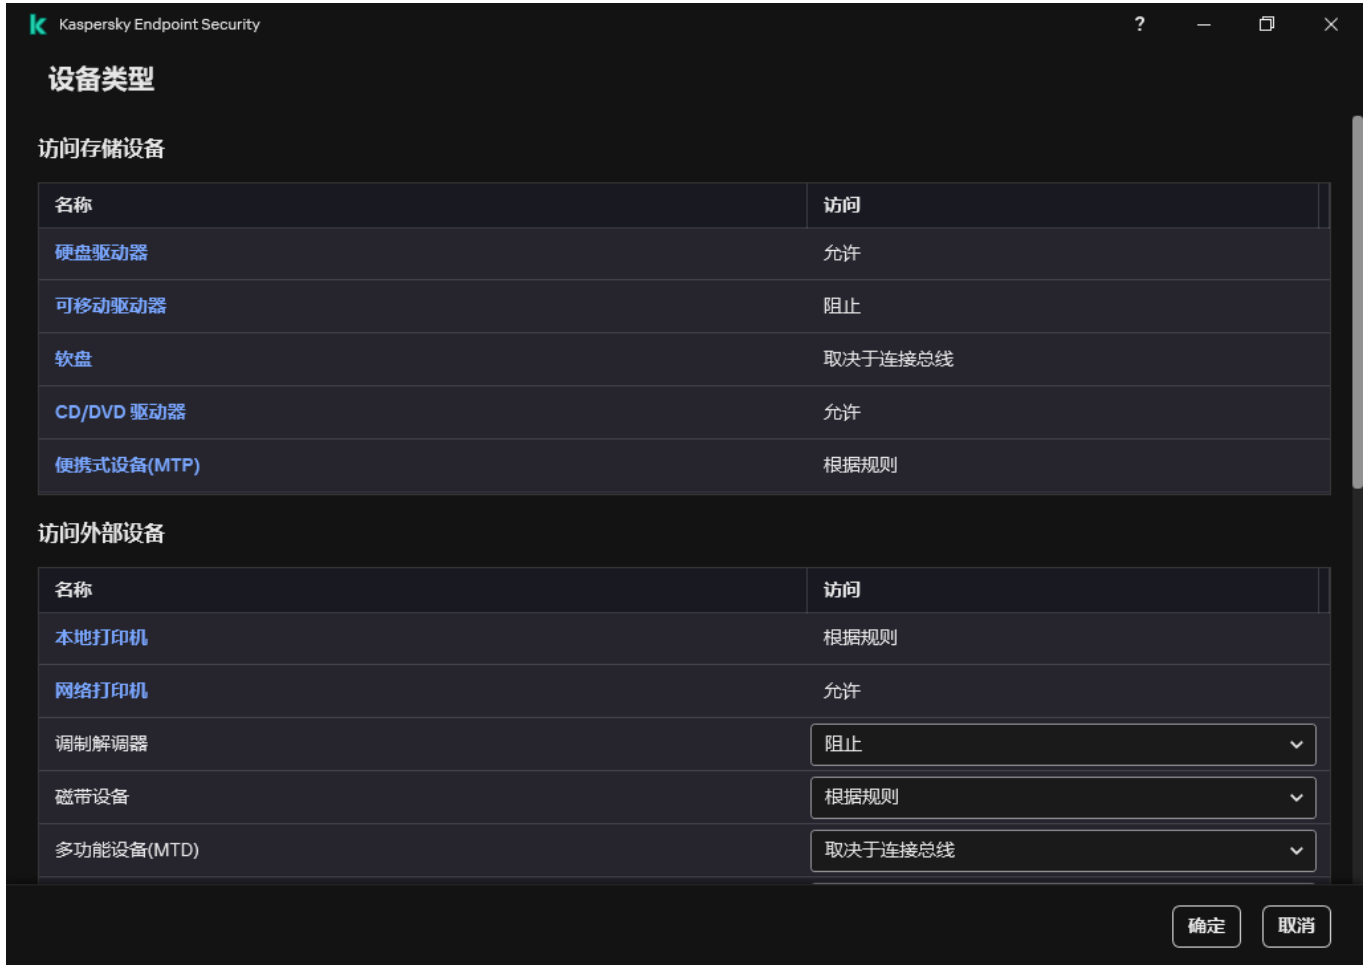 Kaspersky Endpoint Security
设备类型
访问存储设备
名称 访问
硬盘驱动器 允许
可移动驱动器 阻止
软盘 取决于连接总线
CD/DVD 驱动器 允许
便携式设备(MTP) 根据规则
访问外部设备
名称 访问
本地打印机 根据规则
网络打印机 允许
调制解调器 阻止
磁带设备 根据规则
多功能设备(MTD) 取决于连接总线
确定 取消